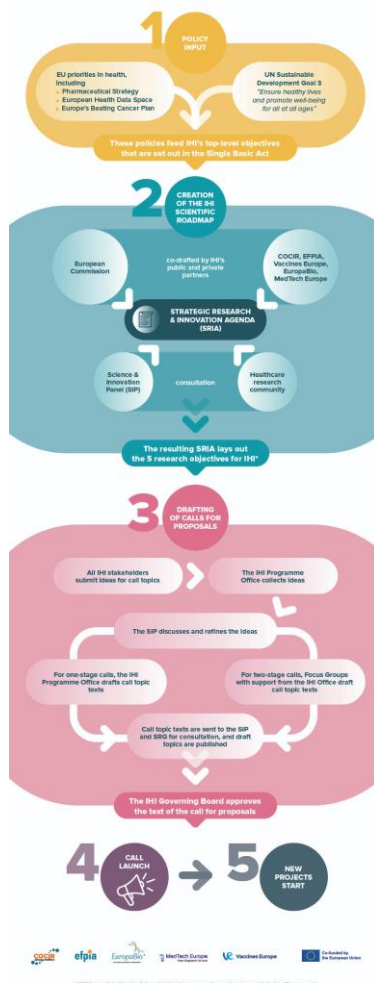 1
POLICY
INPUT
EU priorities in health,
including
Pharmaceutical Strategy
European Health Data Space
Europe's Beating Cancer Plan
UN Sustainable
Development Goal 3
"Ensure healthy lives
and promote well-being
for all at all ages"
These policies feed IHI's top-level objectives
that are set out in the Single Basic Act
2
CREATION
OF THE IHI
SCIENTIFIC
ROADMAP
European
Commission
co-drafted by IHI's
public and private
partners
COCIR, EFPIA,
Vaccines Europe,
EuropaBio,
MedTech Europe
STRATEGIC RESEARCH
& INNOVATION AGENDA
(SRIA)
Science &
Innovation
Panel (SIP)
consultation
Healthcare
research
community
The resulting SRIA lays out
the 5 research objectives for IHI*
3
DRAFTING
OF CALLS FOR
PROPOSALS
All IHI stakeholders
submit ideas for call topics
The IHI Programme
Office collects ideas
The SIP discusses and refines the ideas
For one-stage calls, the IHI
Programme Office drafts call topic
texts
For two-stage calls, Focus Groups
with support from the IHI Office draft
call topic texts
Call topic texts are sent to the SIP
and SRG for consultation, and draft
topics are published
The IHI Governing Board approves
the text of the call for proposals
4
CALL
LAUNCH
5
NEW
PROJECTS
START
COCIR
efpia
EuropaBio
MedTech Europe
Vaccines Europe
Co-funded by
the European Union